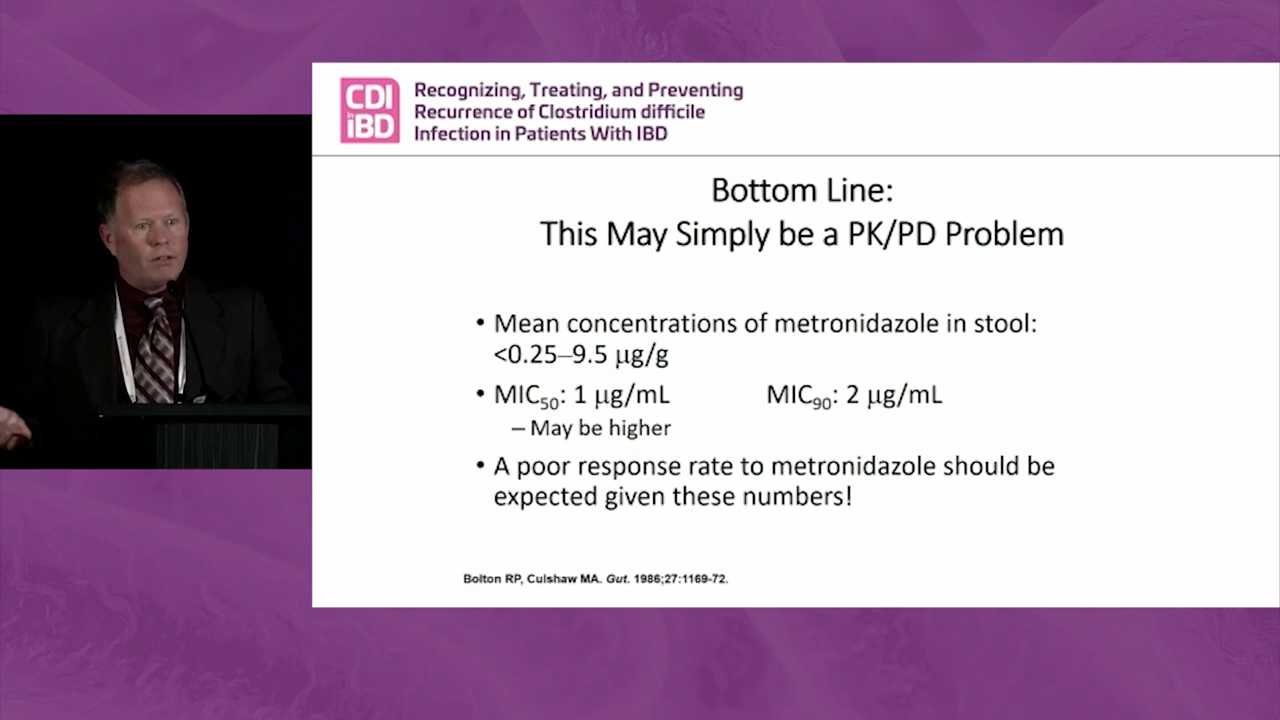 CDI
in
IBD
Recognizing, Treating, and Preventing
Recurrence of Clostridium difficile
Infection in Patients With IBD
Bottom Line:
This May Simply be a PK/PD Problem
• Mean concentrations of metronidazole in stool:
<0.25–9.5 µg/g
• MIC50: 1 µg/mL MIC90: 2 µg/mL
– May be higher
• A poor response rate to metronidazole should be
expected given these numbers!
Bolton RP, Culshaw MA. Gut. 1986;27:1169-72.